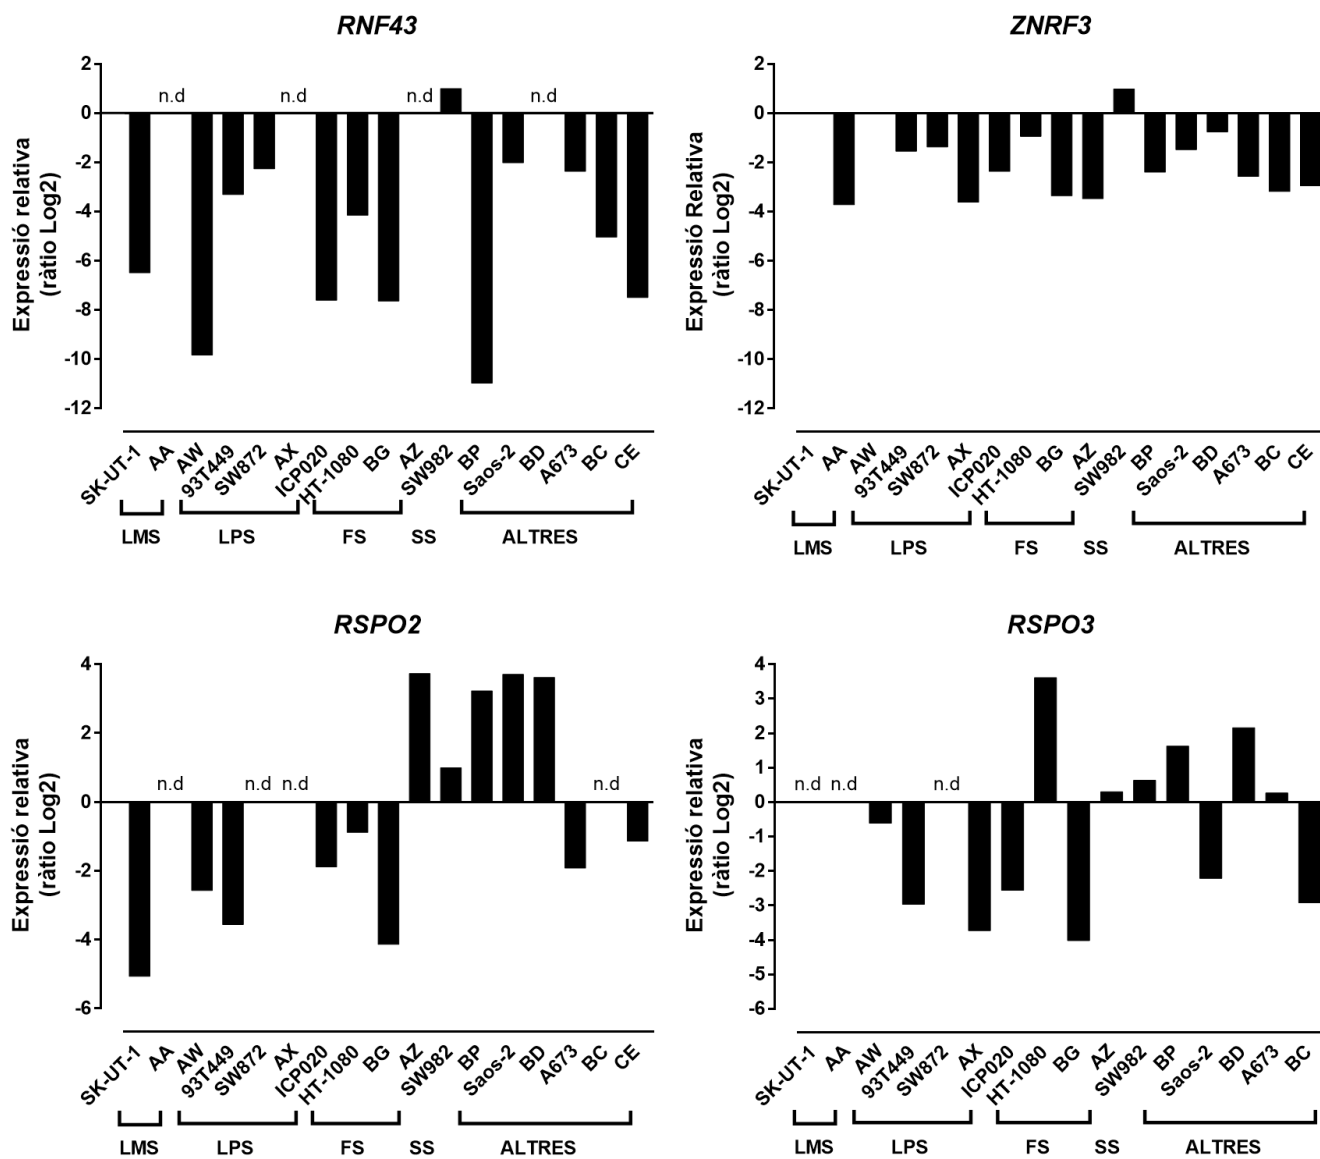 RNF43
Expressió relativa
(ràtio Log2)
2
0
-2
-4
-6
-8
-10
-12
n.d n.d n.d n.d
SK-UT-1 AA AW 93T449 SW872 AX ICP020 HT-1080 BG AZ SW982 BP Saos-2 BD A673 BC CE
LMS LPS FS SS ALTRES
ZNRF3
Expressió Relativa
(ràtio Log2)
2
0
-2
-4
-6
-8
-10
-12
SK-UT-1 AA AW 93T449 SW872 AX ICP020 HT-1080 BG AZ SW982 BP Saos-2 BD A673 BC CE
LMS LPS FS SS ALTRES
RSPO2
Expressió relativa
(ràtio Log2)
4
2
0
-2
-4
-6
n.d n.d n.d n.d
SK-UT-1 AA AW 93T449 SW872 AX ICP020 HT-1080 BG AZ SW982 BP Saos-2 BD A673 BC CE
LMS LPS FS SS ALTRES
RSPO3
Expressió relativa
(ràtio Log2)
4
3
2
1
0
-1
-2
-3
-4
-5
-6
n.d n.d n.d
SK-UT-1 AA AW 93T449 SW872 AX ICP020 HT-1080 BG AZ SW982 BP Saos-2 BD A673 BC
LMS LPS FS SS ALTRES